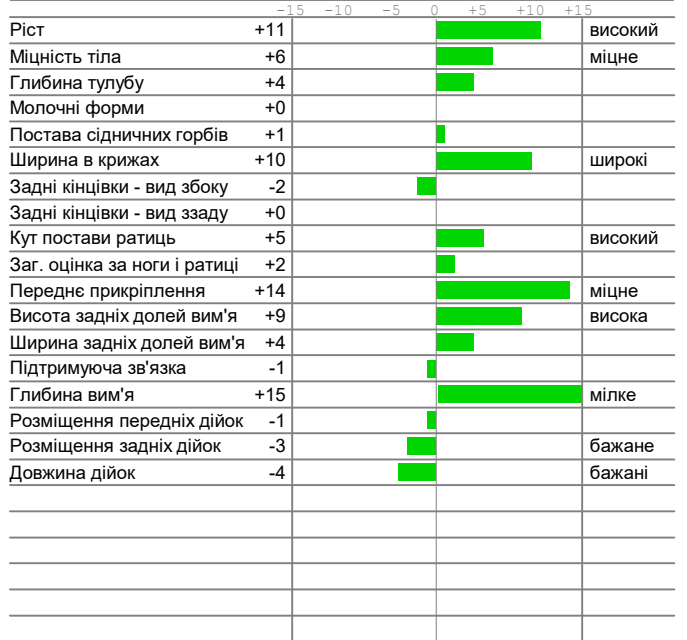 -15 -10 -5 0 +5 +10 +15
Ріст +11 високий
Міцність тіла +6 міцне
Глибина тулубу +4
Молочні форми +0
Постава сідничних горбів +1
Ширина в крижах +10 широкі
Задні кінцівки - вид збоку -2
Задні кінцівки - вид ззаду +0
Кут постави ратиць +5 високий
Заг. оцінка за ноги і ратиці +2
Переднє прикріплення +14 міцне
Висота задніх долей вим'я +9 висока
Ширина задніх долей вим'я +4
Підтримуюча зв'язка -1
Глибина вим'я +15 мілке
Розміщення передніх дійок -1
Розміщення задніх дійок -3 бажане
Довжина дійок -4 бажані